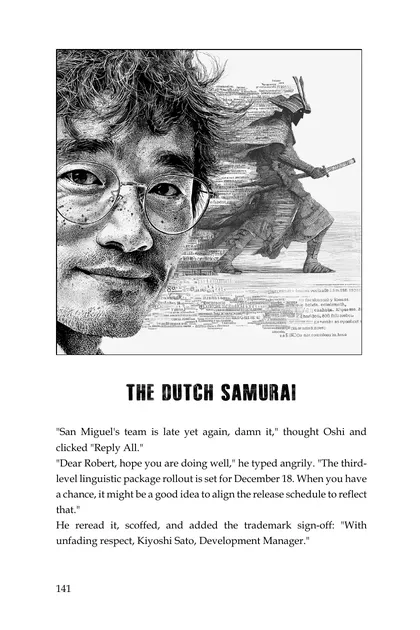 THE DUTCH SAMURAI
"San Miguel's team is late yet again, damn it," thought Oshi and
clicked "Reply All."
"Dear Robert, hope you are doing well," he typed angrily. "The third-
level linguistic package rollout is set for December 18. When you have
a chance, it might be a good idea to align the release schedule to reflect
that."
He reread it, scoffed, and added the trademark sign-off: "With
unfading respect, Kiyoshi Sato, Development Manager."
141